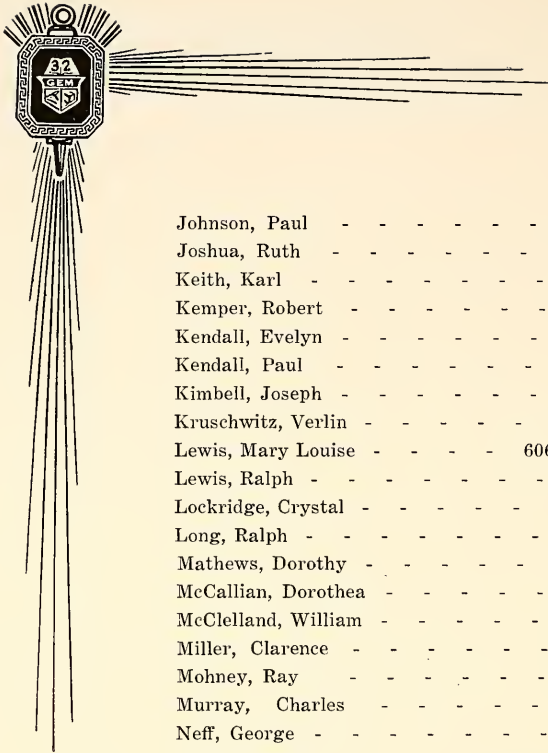 32
GEM
Johnson, Paul - - - - - -
Joshua, Ruth - - - - - -
Keith, Karl - - - - - - -
Kemper, Robert - - - - - -
Kendall, Evelyn - - - - - -
Kendall, Paul - - - - - -
Kimbell, Joseph - - - - - -
Kruschwitz, Verlin - - - - -
Lewis, Mary Louise - - - - 606
Lewis, Ralph - - - - - - -
Lockridge, Crystal - - - - -
Long, Ralph - - - - - - -
Mathews, Dorothy - - - - -
McCallian, Dorothea - - - - -
McClelland, William - - - - -
Miller, Clarence - - - - - -
Mohney, Ray - - - - - -
Murray, Charles - - - - -
Neff, George - - - - - - -